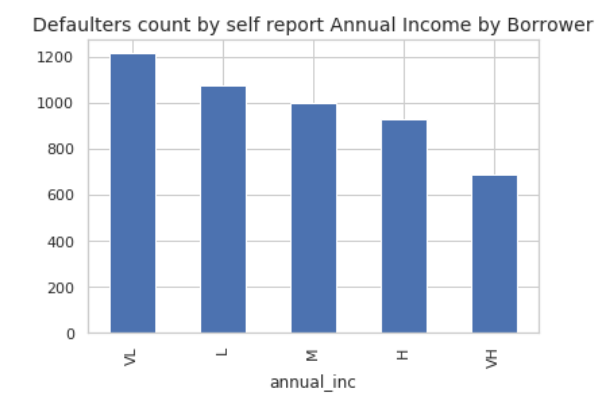 Defaulters count by self report Annual Income by Borrower
1200
1000
800
600
400
200
0
VL
L
M
H
VH
annual_inc